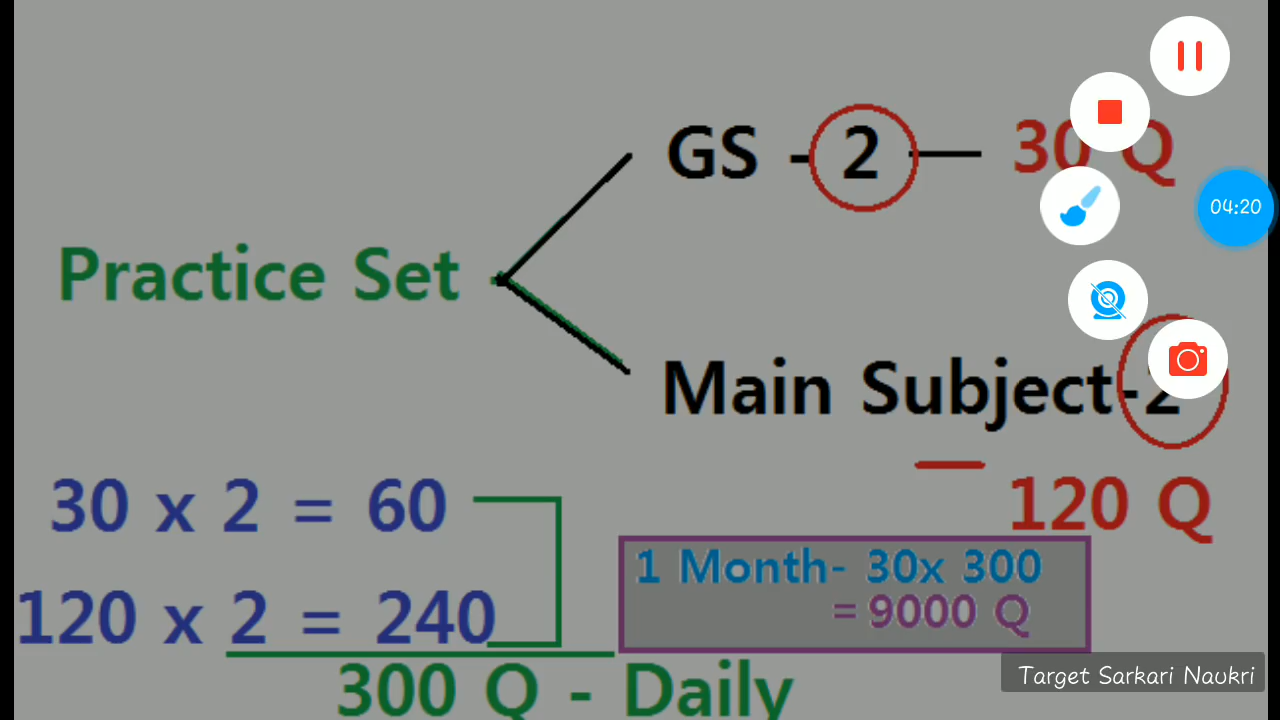 GS - 2 — 30 Q
Practice Set
Main Subject-2
120 Q
30 x 2 = 60
120 x 2 = 240
300 Q - Daily
1 Month- 30x 300
= 9000 Q
04:20
Target Sarkari Naukri